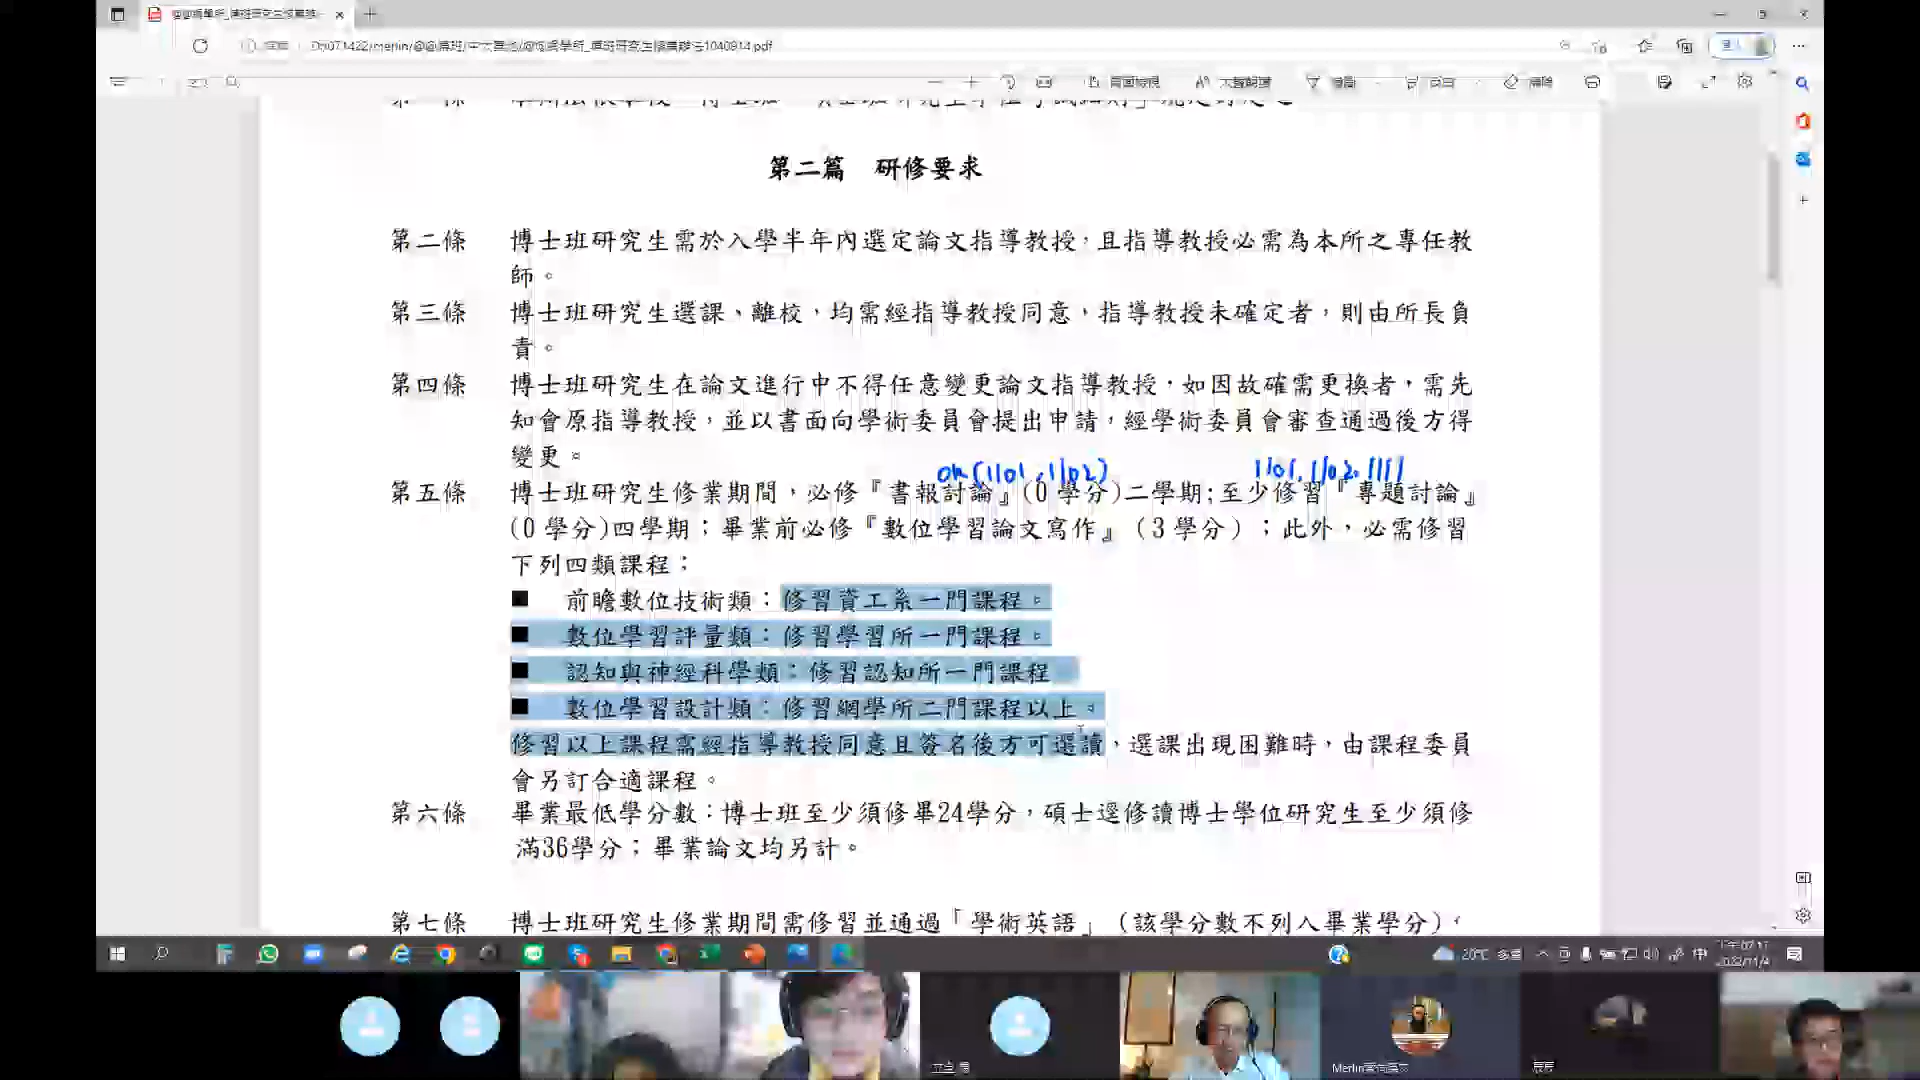 第二篇 研修要求
第二條 博士班研究生需於入學半年內選定論文指導教授，且指導教授必需為本所之專任教
師。
第三條 博士班研究生選課、離校，均需經指導教授同意，指導教授未確定者，則由所長負
責。
第四條 博士班研究生在論文進行中不得任意變更論文指導教授，如因故確需更換者，需先
知會原指導教授，並以書面向學術委員會提出申請，經學術委員會審查通過後方得
變更。
ok (1101, 1102) 1101, 1102, 1111
第五條 博士班研究生修業期間，必修『書報討論』(0 學分)二學期;至少修習『專題討論』
(0 學分)四學期；畢業前必修『數位學習論文寫作』（3 學分）；此外，必需修習
下列四類課程；
■ 前瞻數位技術類：修習資工系一門課程。
■ 數位學習評量類：修習學習所一門課程。
■ 認知與神經科學類：修習認知所一門課程
■ 數位學習設計類：修習網學所二門課程以上。
修習以上課程需經指導教授同意且簽名後方可選讀，選課出現困難時，由課程委員
會另訂合適課程。
第六條 畢業最低學分數：博士班至少須修畢24學分，碩士逕修讀博士學位研究生至少須修
滿36學分；畢業論文均另計。
第七條 博士班研究生修業期間需修習並通過「學術英語」（該學分數不列入畢業學分），
20°C